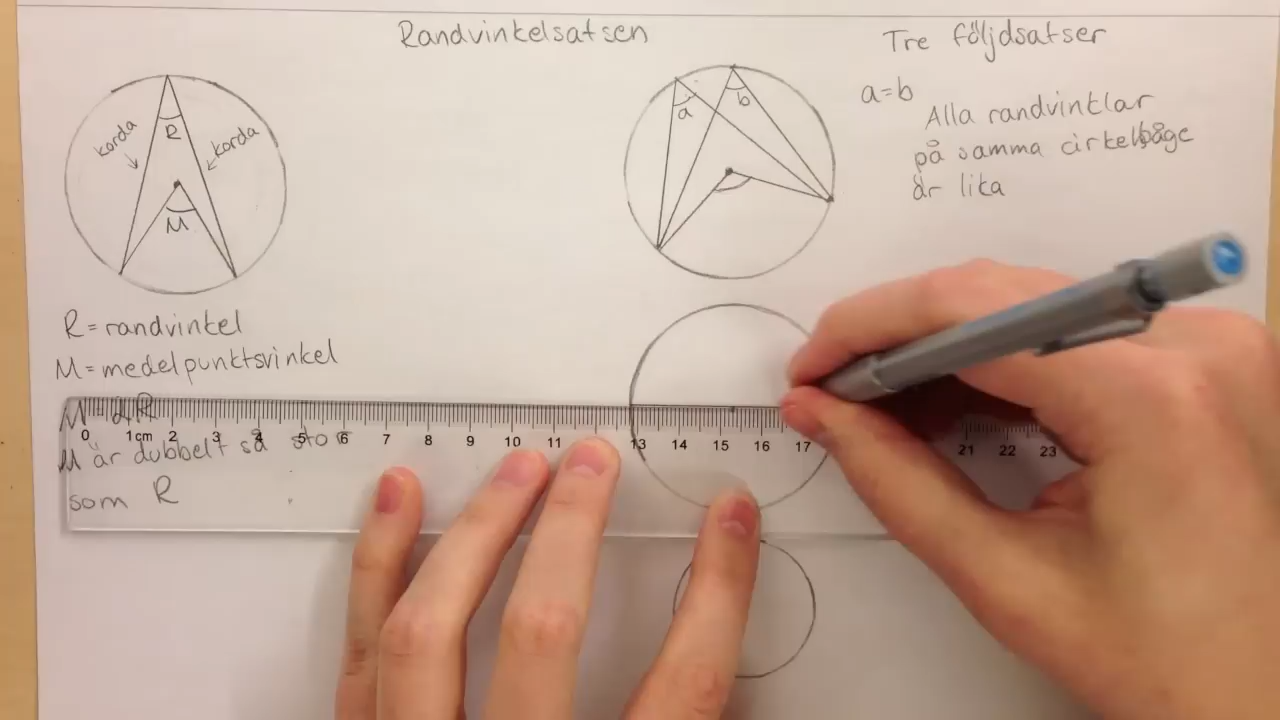 Randvinkelsatsen
Tre följdsatser
korda
korda
R
M
a
b
a=b
Alla randvinklar
på samma cirkelbåge
är lika
R=randvinkel
M=medelpunktsvinkel
M=2R
M är dubbelt så stor
som R
0 1cm 2 3 4 5 6 7 8 9 10 11 13 14 15 16 17 21 22 23